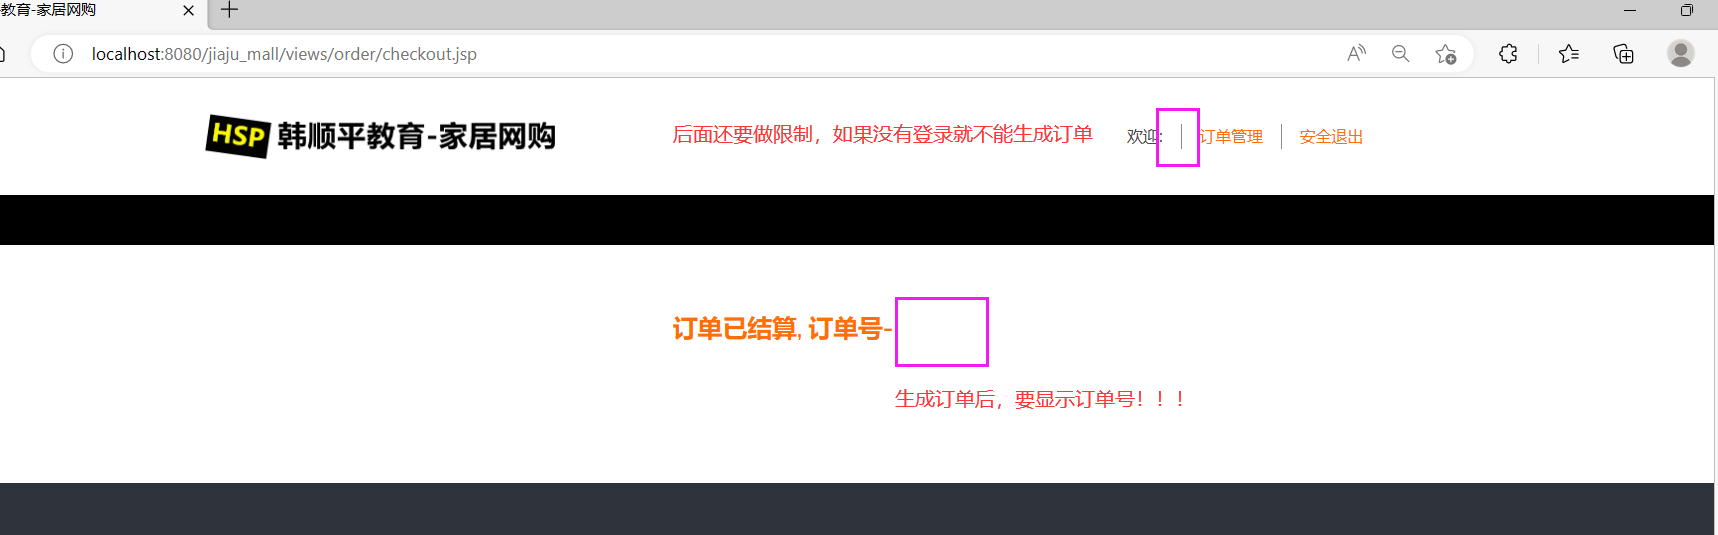 教育-家居网购
localhost:8080/jiaju_mall/views/order/checkout.jsp
HSP 韩顺平教育-家居网购
后面还要做限制，如果没有登录就不能生成订单
欢迎:
订单管理
安全退出
订单已结算, 订单号-
生成订单后，要显示订单号！！！